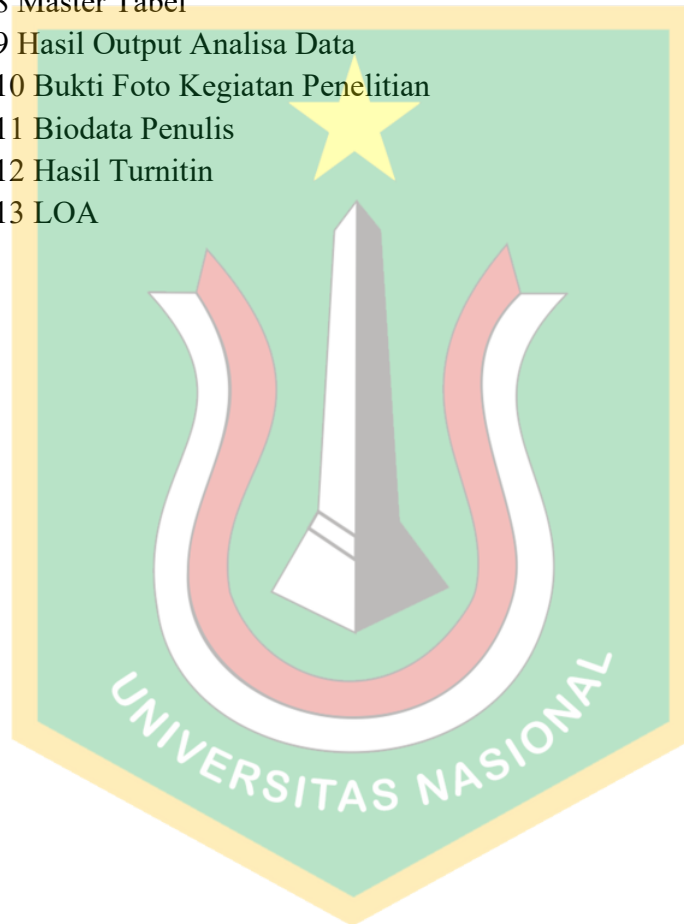 8 Master Tabel
9 Hasil Output Analisa Data
10 Bukti Foto Kegiatan Penelitian
11 Biodata Penulis
12 Hasil Turnitin
13 LOA
UNIVERSITAS NASIONAL